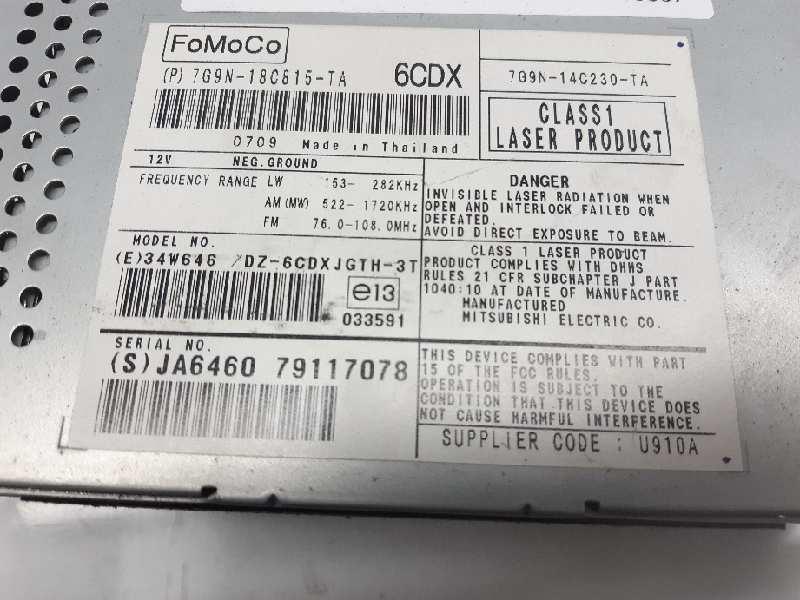 FoMoCo
(P) 7G9N-18C815-TA 6CDX
7G9N-14C230-TA
CLASS1
LASER PRODUCT
0709 Made in Thailand
12V NEG.GROUND
FREQUENCY RANGE LW 153- 282KHz
AM(MW) 522- 1720KHz
FM 76.0-108.0MHz
DANGER
INVISIBLE LASER RADIATION WHEN
OPEN AND INTERLOCK FAILED OR
DEFEATED.
AVOID DIRECT EXPOSURE TO BEAM.
MODEL NO.
(E)34W646 /DZ-6CDXJGTH-3T
e13
033591
CLASS 1 LASER PRODUCT
PRODUCT COMPLIES WITH DHHS
RULES 21 CFR SUBCHAPTER J PART
1040:10 AT DATE OF MANUFACTURE.
MANUFACTURED
MITSUBISHI ELECTRIC CO.
SERIAL NO.
(S)JA6460 79117078
THIS DEVICE COMPLIES WITH PART
15 OF THE FCC RULES.
OPERATION IS SUBJECT TO THE
CONDITION THAT THIS DEVICE DOES
NOT CAUSE HARMFUL INTERFERENCE.
SUPPLIER CODE : U910A